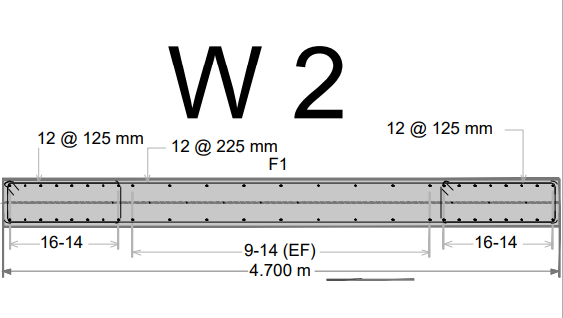 W 2
12 @ 125 mm
12 @ 225 mm
12 @ 125 mm
F1
16-14
9-14 (EF)
16-14
4.700 m